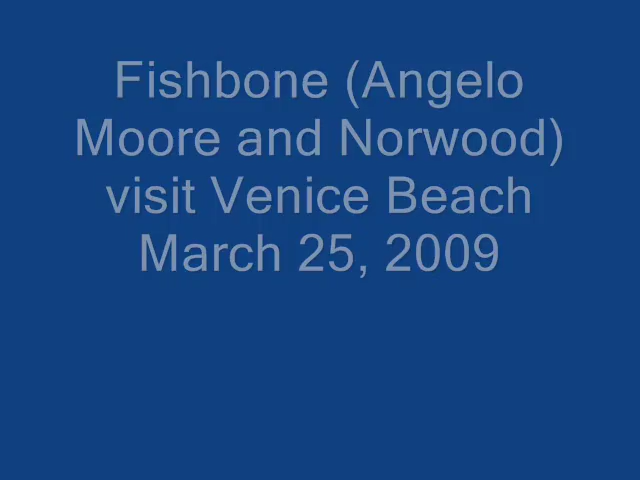 Fishbone (Angelo
Moore and Norwood)
visit Venice Beach
March 25, 2009